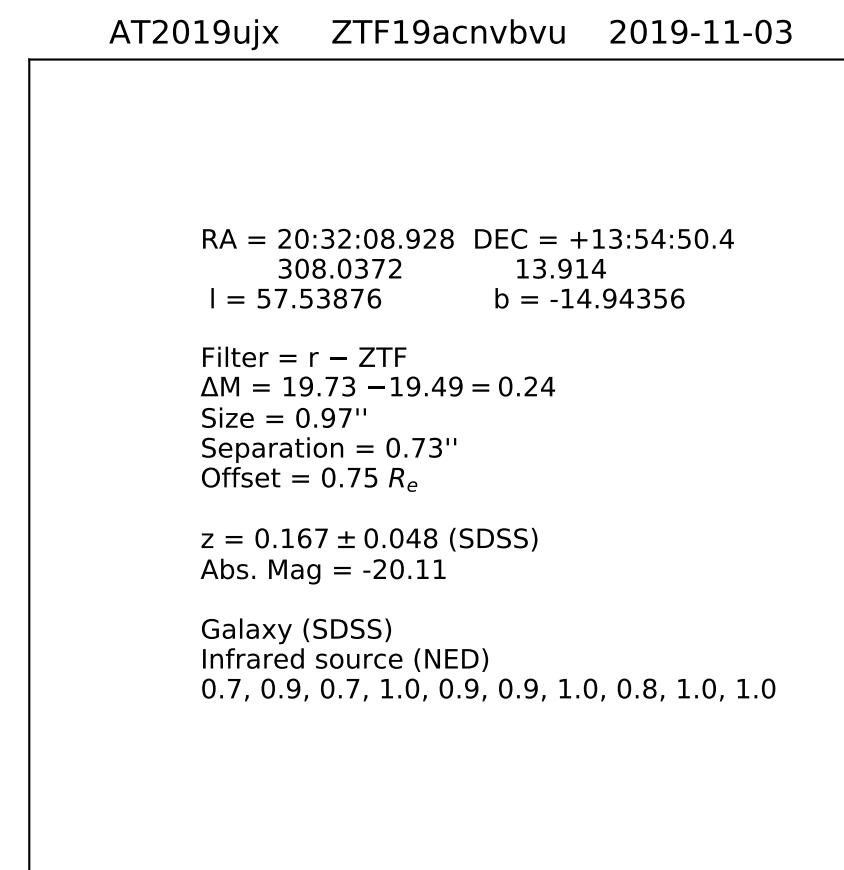 AT2019ujx ZTF19acnvbvu 2019-11-03
RA = 20:32:08.928 DEC = +13:54:50.4
308.0372 13.914
l = 57.53876 b = -14.94356
Filter = r − ZTF
ΔM = 19.73 −19.49 = 0.24
Size = 0.97''
Separation = 0.73''
Offset = 0.75 Rₑ
z = 0.167 ± 0.048 (SDSS)
Abs. Mag = -20.11
Galaxy (SDSS)
Infrared source (NED)
0.7, 0.9, 0.7, 1.0, 0.9, 0.9, 1.0, 0.8, 1.0, 1.0